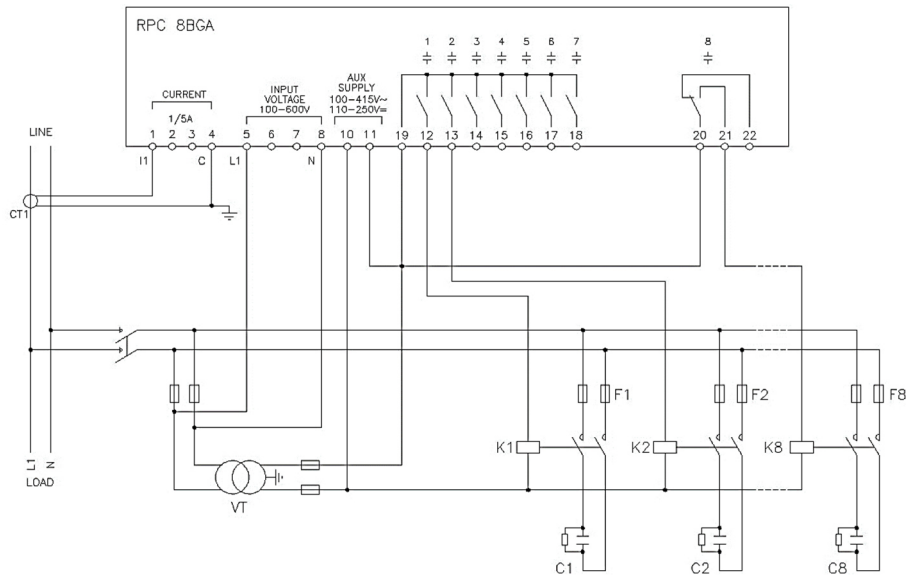 RPC 8BGA
1 2 3 4 5 6 7 8
CURRENT
1/5A
INPUT
VOLTAGE
100-600V
AUX
SUPPLY
100-415V~
110-250V=
LINE
1 2 3 4 5 6 7 8 10 11 19 12 13 14 15 16 17 18 20 21 22
I1 C L1 N
CT1
F1 F2 F8
K1 K2 K8
L1 N
LOAD
VT
C1 C2 C8